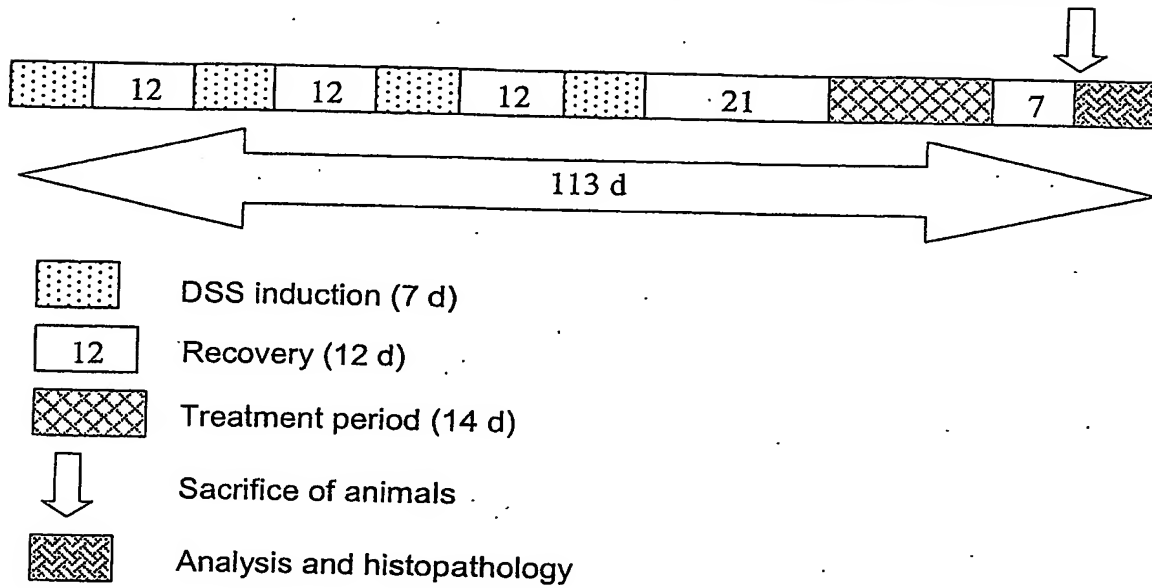 12 12 12 21 7
113 d
DSS induction (7 d)
12 Recovery (12 d)
Treatment period (14 d)
Sacrifice of animals
Analysis and histopathology